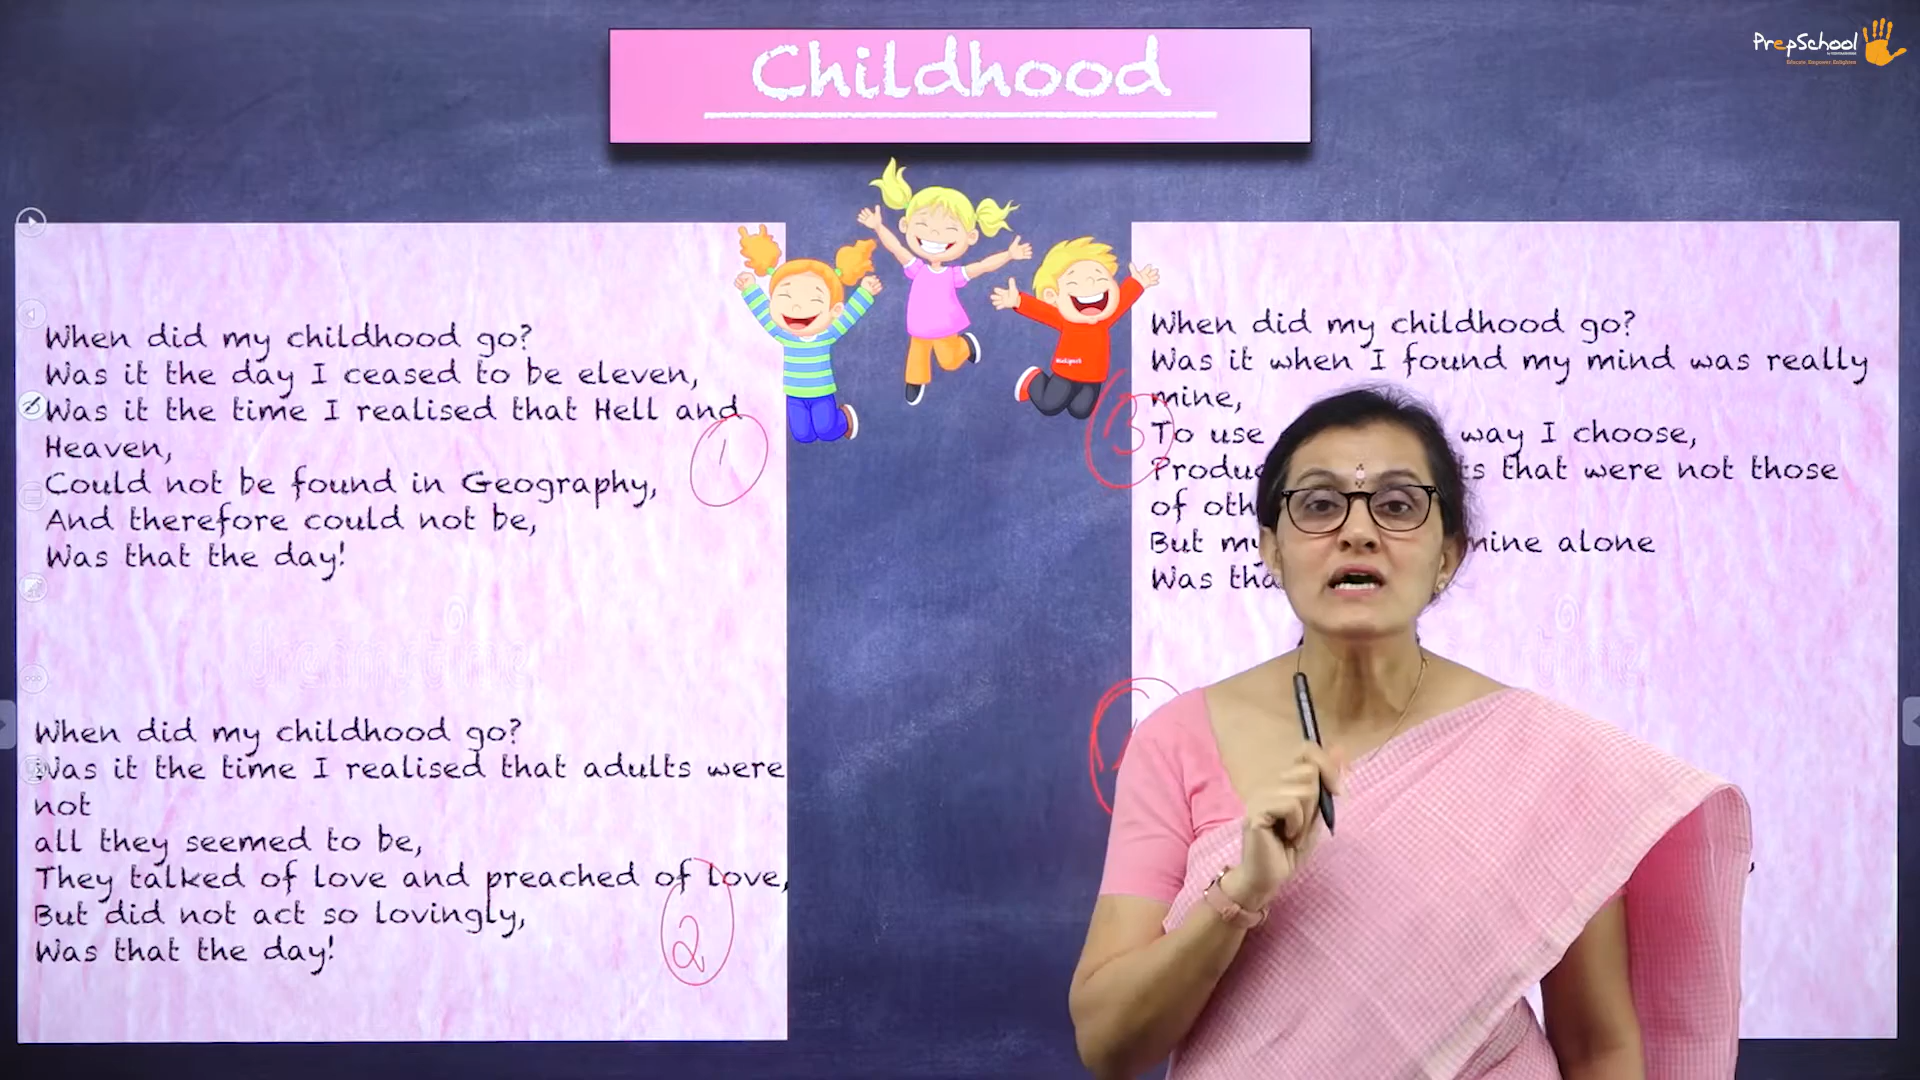 Childhood
PrepSchool
When did my childhood go?
Was it the day I ceased to be eleven,
Was it the time I realised that Hell and
Heaven,
Could not be found in Geography,
And therefore could not be,
Was that the day!
1
When did my childhood go?
Was it the time I realised that adults were
not
all they seemed to be,
They talked of love and preached of love,
But did not act so lovingly,
Was that the day!
2
When did my childhood go?
Was it when I found my mind was really
mine,
To use way I choose,
that were not those
of
But my mine alone
Was
3
dreamstime